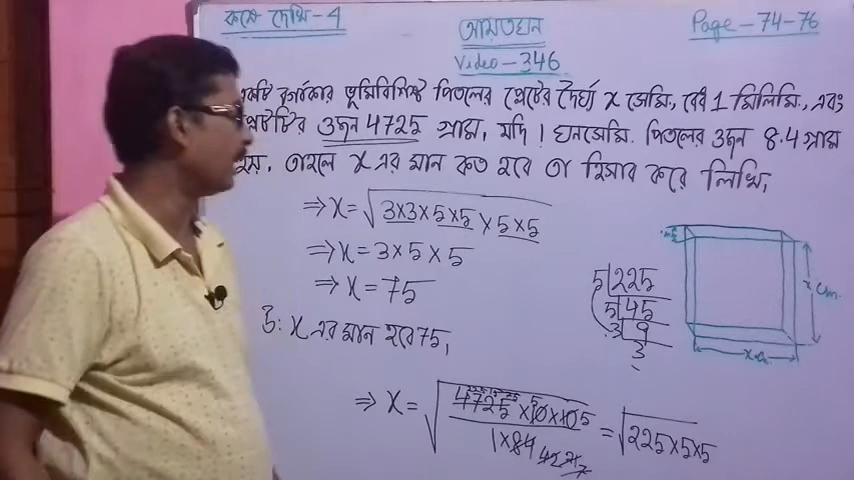 কষে দেখি - 4
আয়তঘন
Page - 74-76
Video - 346
একটি বর্গাকার ভূমিবিশিষ্ট পিতলের প্লেটের দৈর্ঘ্য x সেমি., বেধ 1 মিলিমি., এবং
প্লেটটির ওজন 4725 গ্রাম, যদি 1 ঘনসেমি. পিতলের ওজন 8.4 গ্রাম
হয়. তাহলে x এর মান কত হবে তা হিসাব করে লিখি,
⇒ x = √3×3×5×5×5×5
⇒ x = 3×5×5
⇒ x = 75
উ: x এর মান হবে 75,
5|225
5|45
3|9
3
x cm.
⇒ x = √4725×10×10/1×84 = √225×5×5